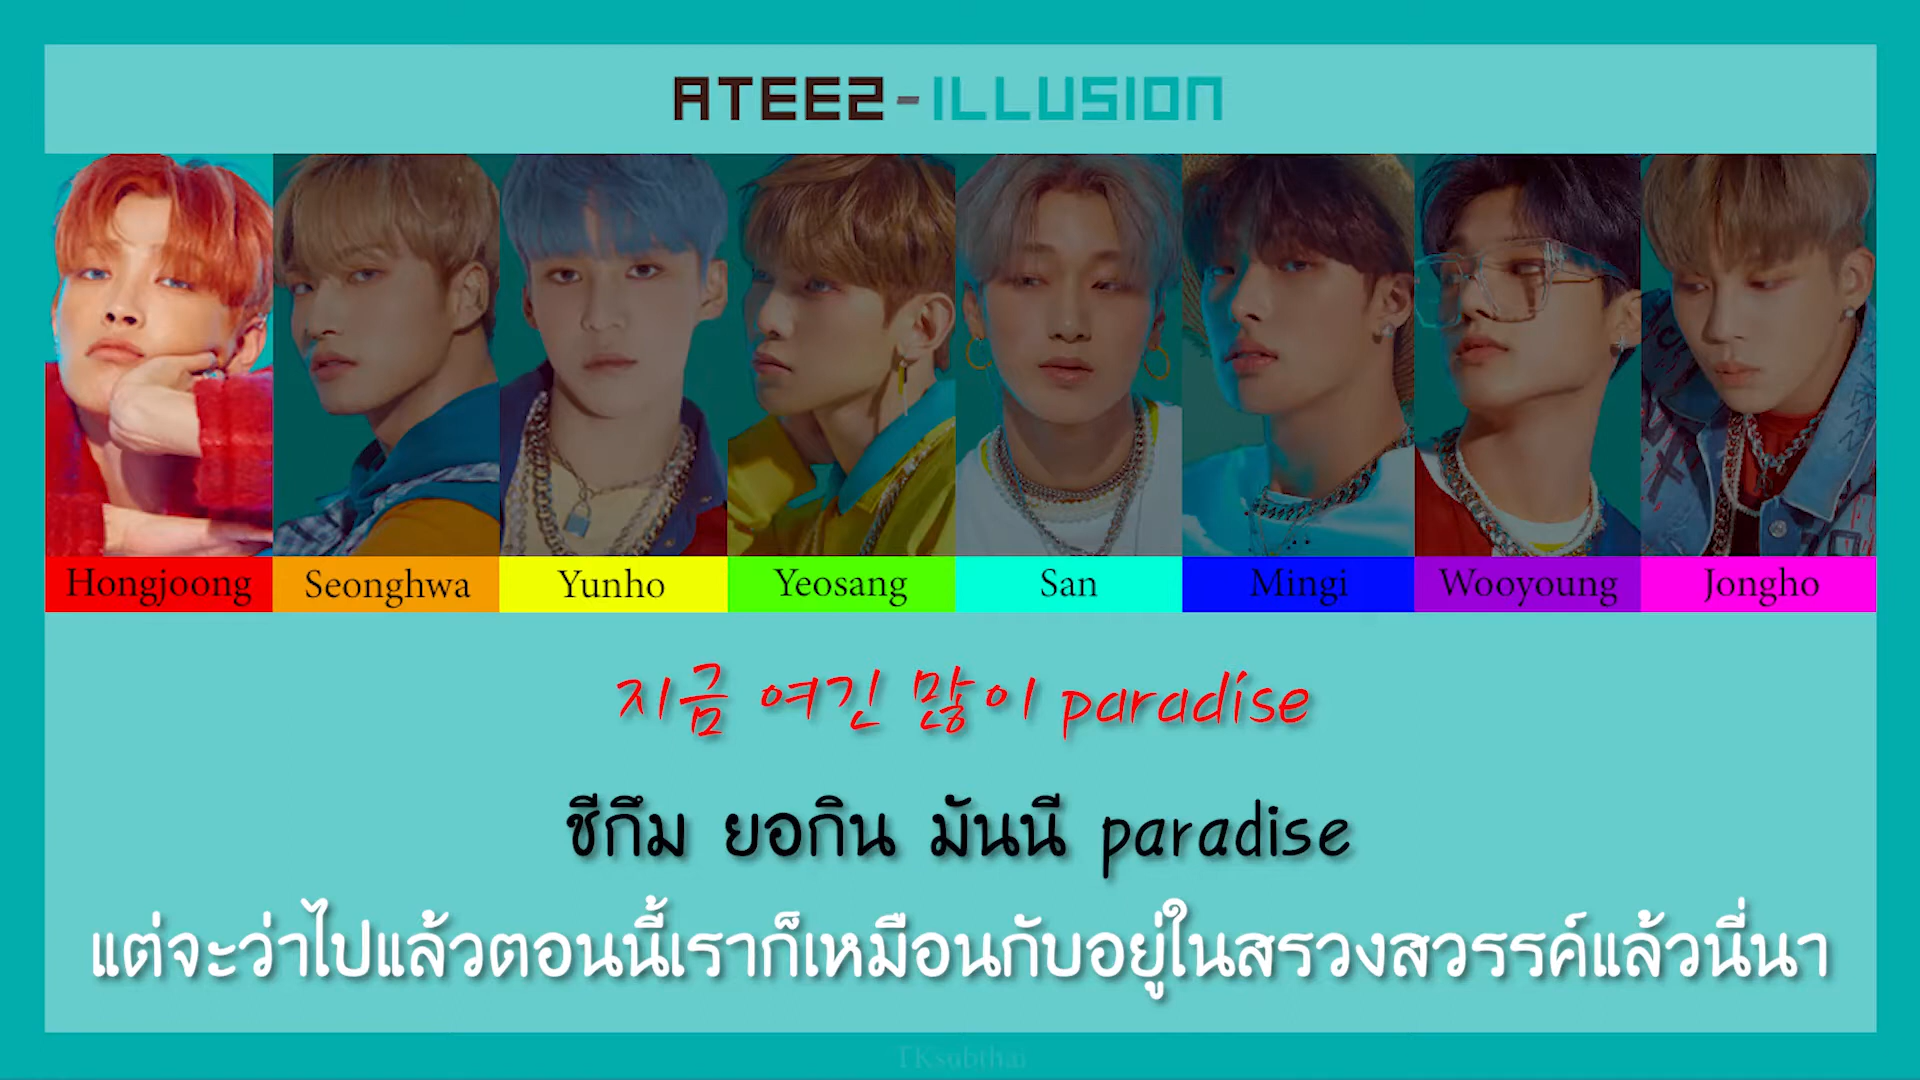 ATEEZ-ILLUSION
Hongjoong Seonghwa Yunho Yeosang San Mingi Wooyoung Jongho
지금 여긴 많이 paradise
ชีกึม ยอกิน มันนี paradise
แต่จะว่าไปแล้วตอนนี้เราก็เหมือนกับอยู่ในสรวงสวรรค์แล้วนี่นา
TKsubthai